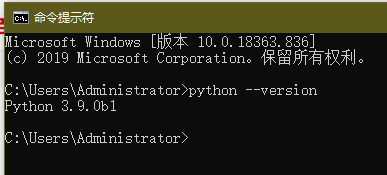 命令提示符
Microsoft Windows [版本 10.0.18363.836]
(c) 2019 Microsoft Corporation。保留所有权利。
C:\Users\Administrator>python --version
Python 3.9.0b1
C:\Users\Administrator>